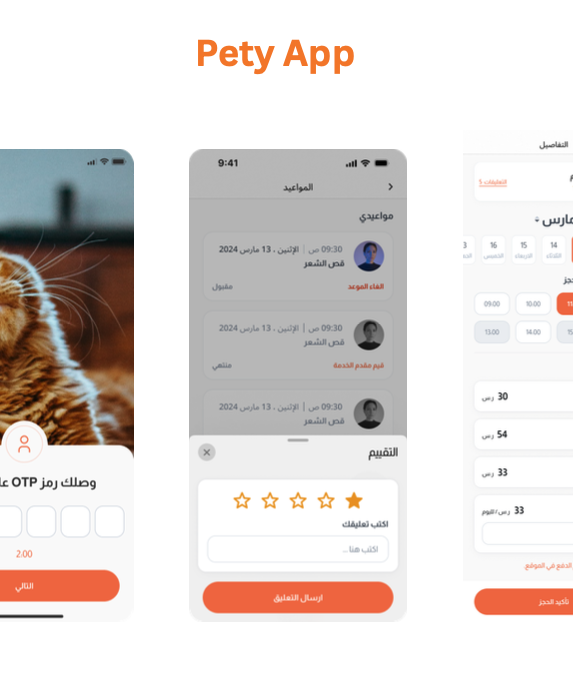 Pety App
وصلك رمز OTP
2:00
التالي
9:41
المواعيد
مواعيدي
09:30 ص | الإثنين ، 13 مارس 2024
قص الشعر
الغاء الموعد
مقبول
09:30 ص | الإثنين ، 13 مارس 2024
قص الشعر
قيم مقدم الخدمة
منتهي
09:30 ص | الإثنين ، 13 مارس 2024
قص الشعر
التقييم
اكتب تعليقك
اكتب هنا ...
ارسال التعليق
التفاصيل
التعليقات 5
مارس
14 15 16
الثلاثاء الاربعاء الخميس
10:00 09:00
14:00 13:00
30 ر.س
54 ر.س
33 ر.س
33 ر.س / اليوم
الدفع في الموقع
تأكيد الحجز